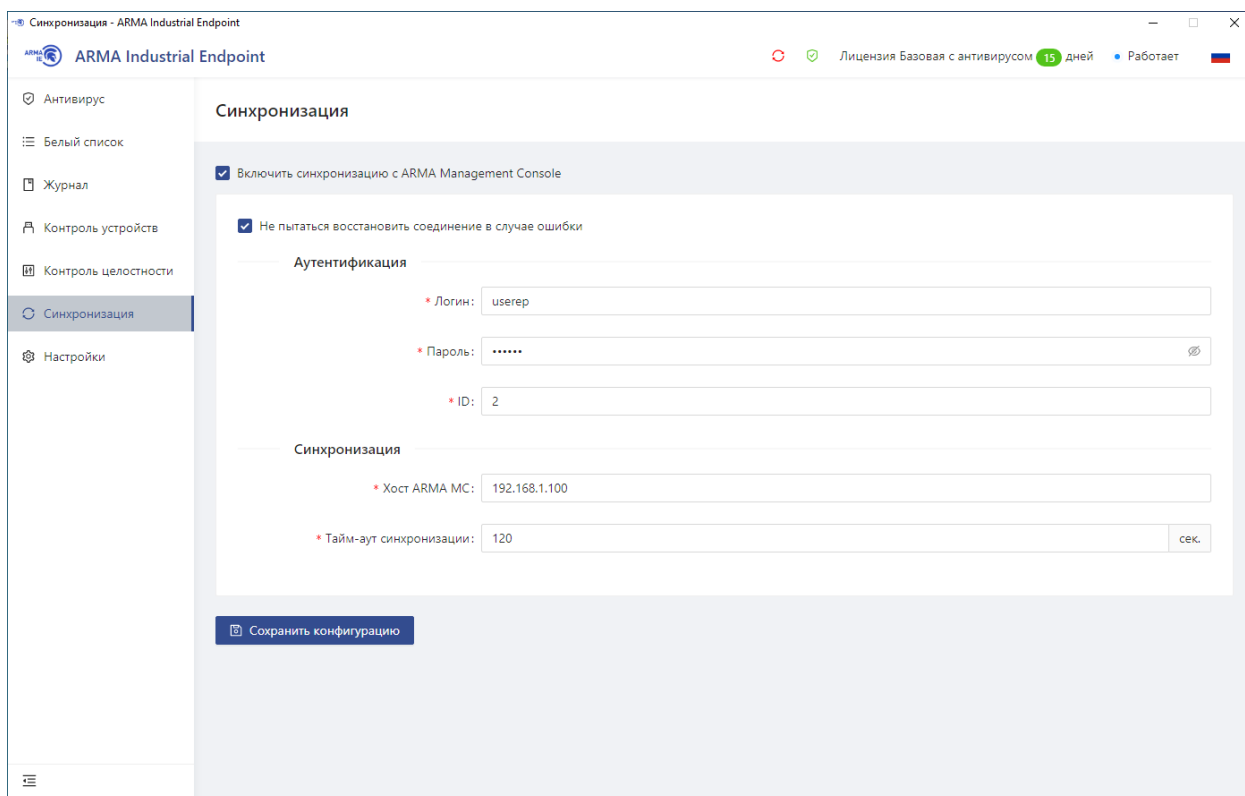 Синхронизация - ARMA Industrial Endpoint
ARMA IE
ARMA Industrial Endpoint
Лицензия Базовая с антивирусом 15 дней
Работает
Антивирус
Белый список
Журнал
Контроль устройств
Контроль целостности
Синхронизация
Настройки
Синхронизация
Включить синхронизацию с ARMA Management Console
Не пытаться восстановить соединение в случае ошибки
Аутентификация
* Логин: userep
* Пароль: ••••••
* ID: 2
Синхронизация
* Хост ARMA MC: 192.168.1.100
* Тайм-аут синхронизации: 120 сек.
Сохранить конфигурацию